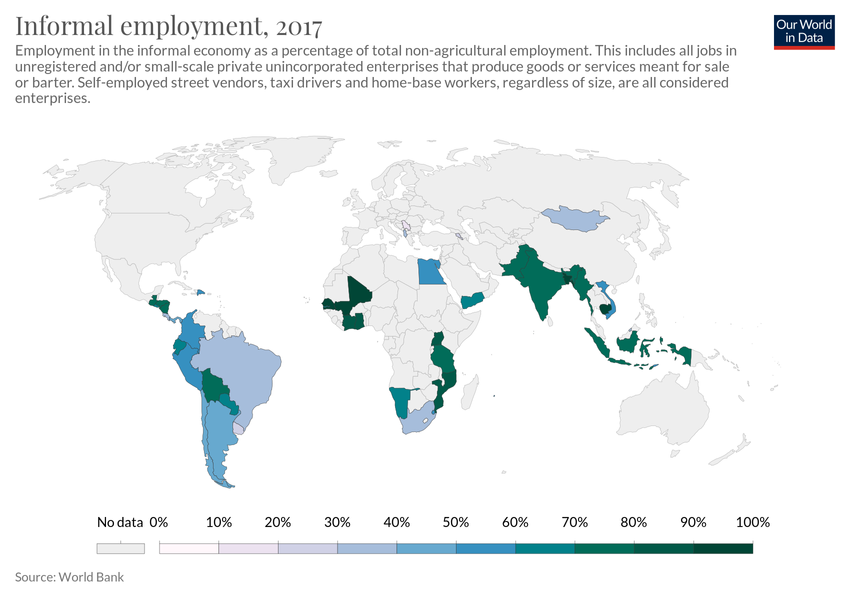 Informal employment, 2017
Our World
in Data
Employment in the informal economy as a percentage of total non-agricultural employment. This includes all jobs in
unregistered and/or small-scale private unincorporated enterprises that produce goods or services meant for sale
or barter. Self-employed street vendors, taxi drivers and home-base workers, regardless of size, are all considered
enterprises.
No data 0% 10% 20% 30% 40% 50% 60% 70% 80% 90% 100%
Source: World Bank